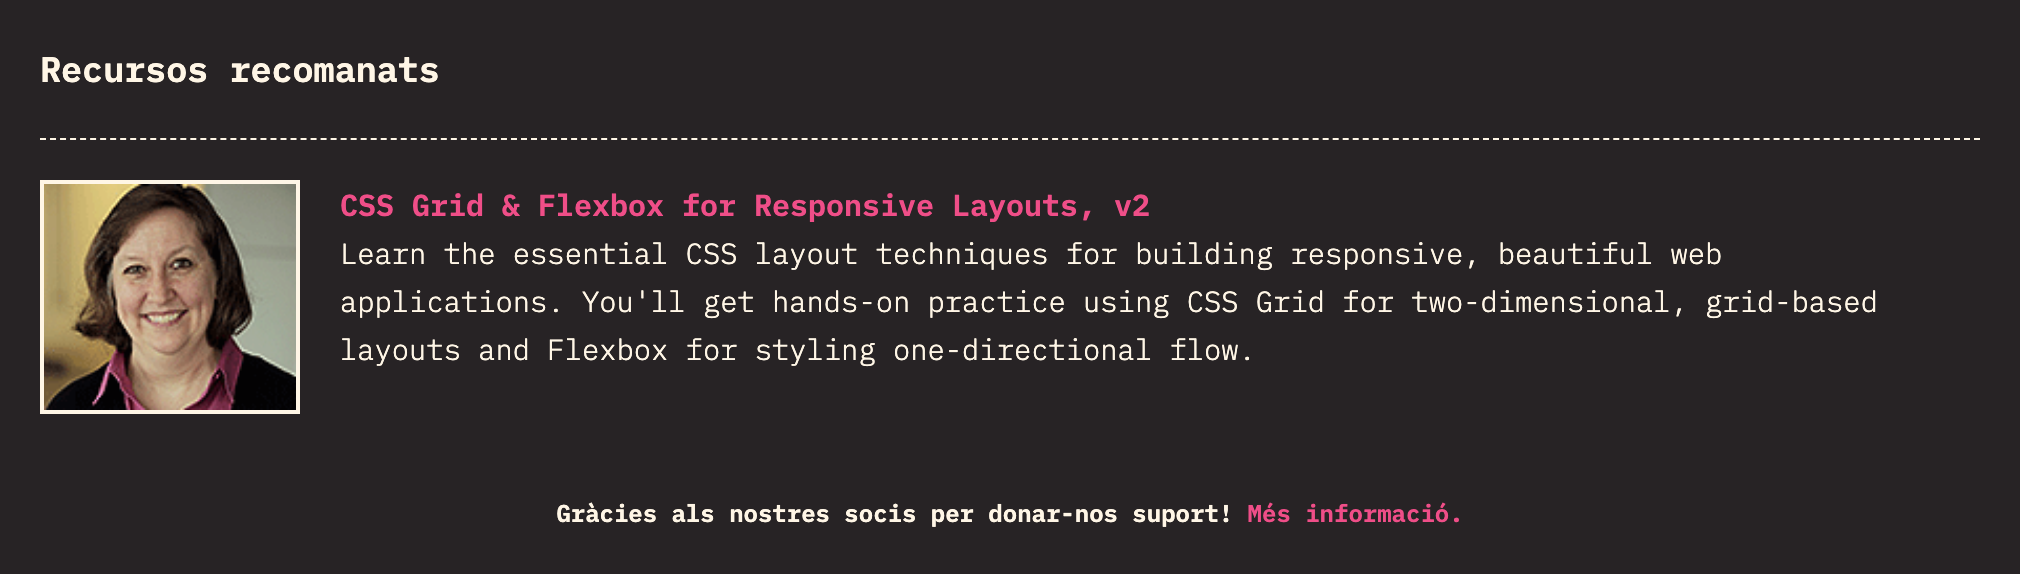 Recursos recomanats
CSS Grid & Flexbox for Responsive Layouts, v2
Learn the essential CSS layout techniques for building responsive, beautiful web
applications. You'll get hands-on practice using CSS Grid for two-dimensional, grid-based
layouts and Flexbox for styling one-directional flow.
Gràcies als nostres socis per donar-nos suport! Més informació.